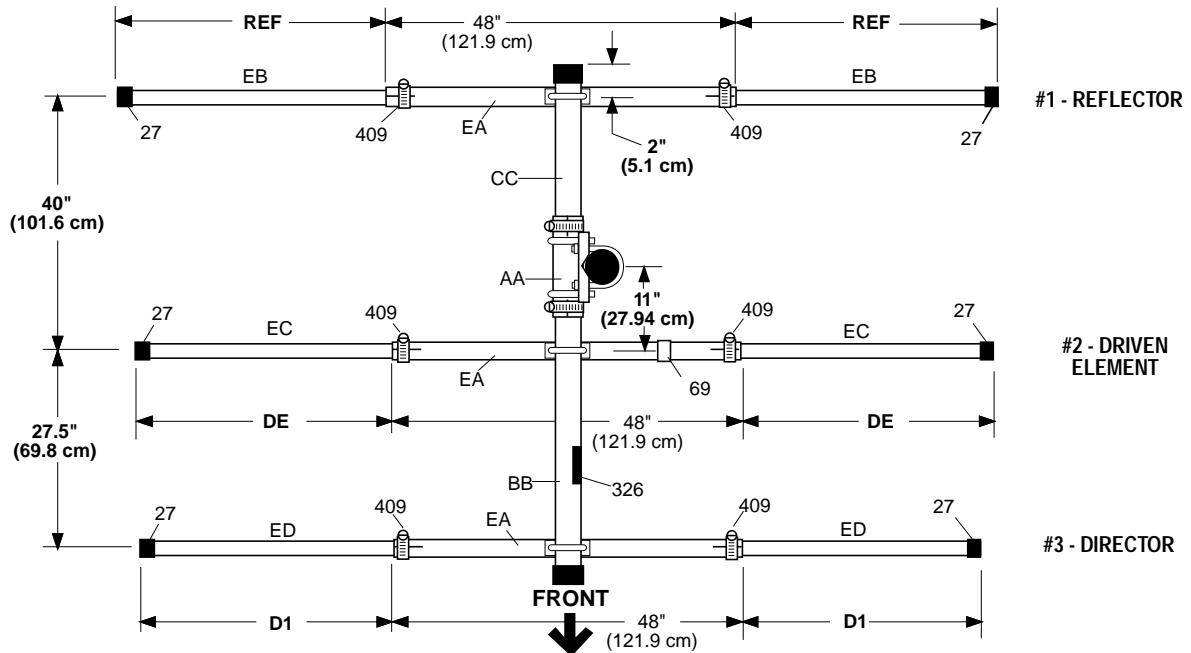 REF
48"
(121.9 cm)
REF
EB
EB
#1 - REFLECTOR
27
409
EA
409
27
2"
(5.1 cm)
CC
40"
(101.6 cm)
AA
11"
(27.94 cm)
27
EC
409
409
EC
27
#2 - DRIVEN
ELEMENT
EA
69
DE
48"
(121.9 cm)
DE
27.5"
(69.8 cm)
BB
326
27
ED
409
EA
409
ED
27
#3 - DIRECTOR
FRONT
D1
48"
(121.9 cm)
D1